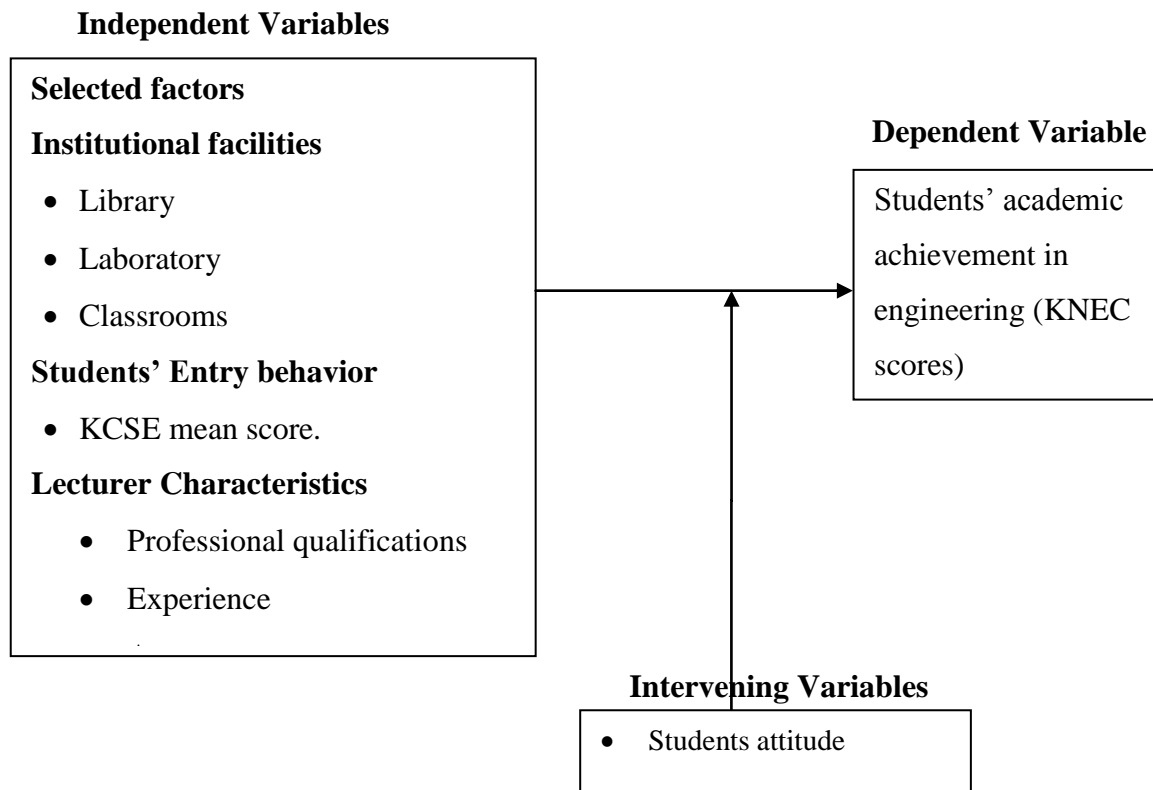 Independent Variables
Selected factors
Institutional facilities
• Library
• Laboratory
• Classrooms
Students’ Entry behavior
• KCSE mean score.
Lecturer Characteristics
• Professional qualifications
• Experience
Dependent Variable
Students’ academic
achievement in
engineering (KNEC
scores)
Intervening Variables
• Students attitude